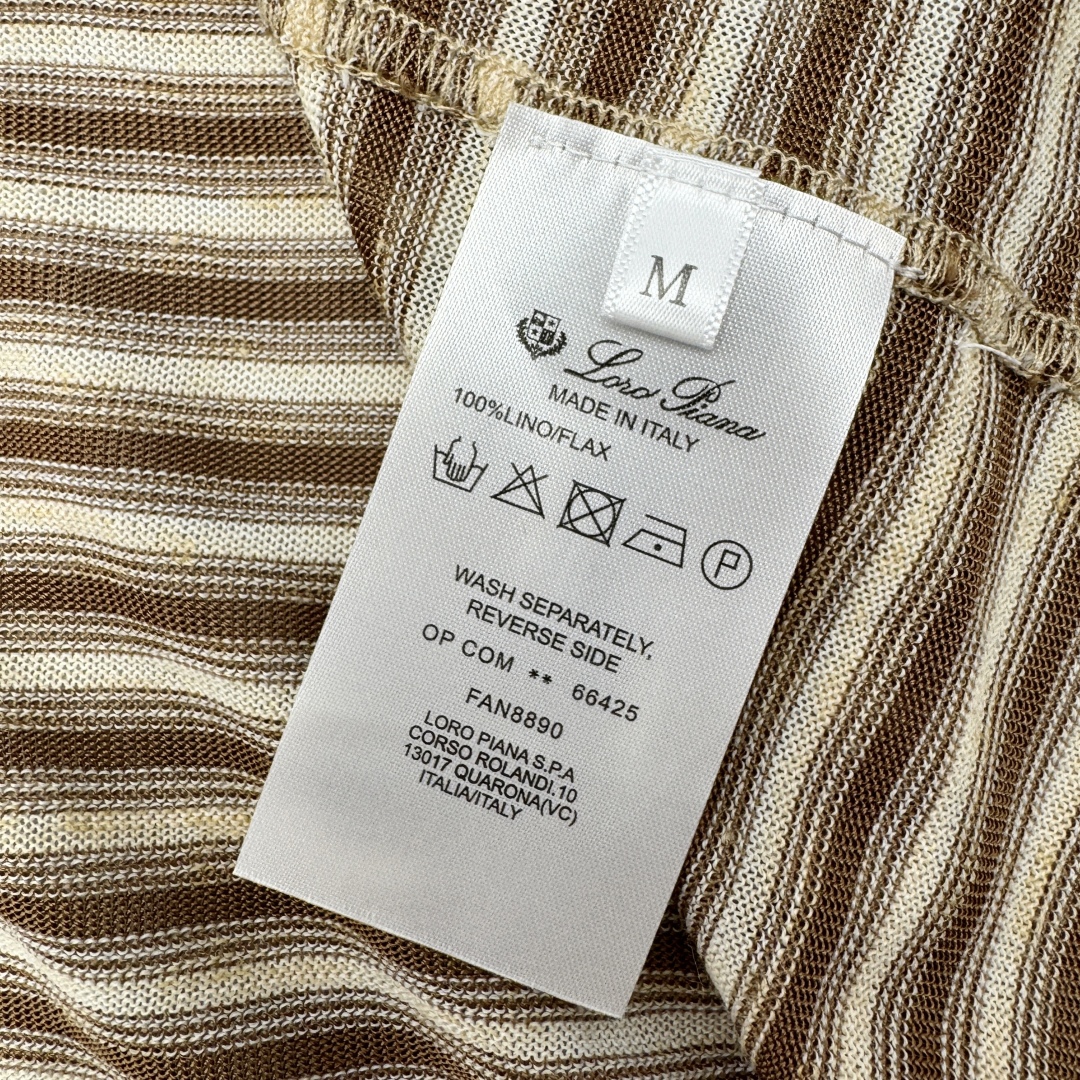 M
Loro Piana
MADE IN ITALY
100%LINO/FLAX
P
WASH SEPARATELY,
REVERSE SIDE
OP COM ** 66425
FAN8890
LORO PIANA S.P.A
CORSO ROLANDI.10
13017 QUARONA(VC)
ITALIA/ITALY